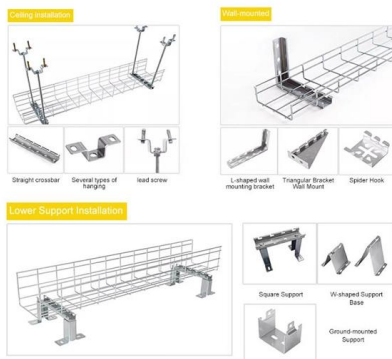 Ceiling installation
Wall-mounted
Straight crossbar
Several types of
hanging
lead screw
L-shaped wall
mounting bracket
Triangular Bracket
Wall Mount
Spider Hook
Lower Support Installation
Square Support
W-shaped Support
Base
Ground-mounted
Support